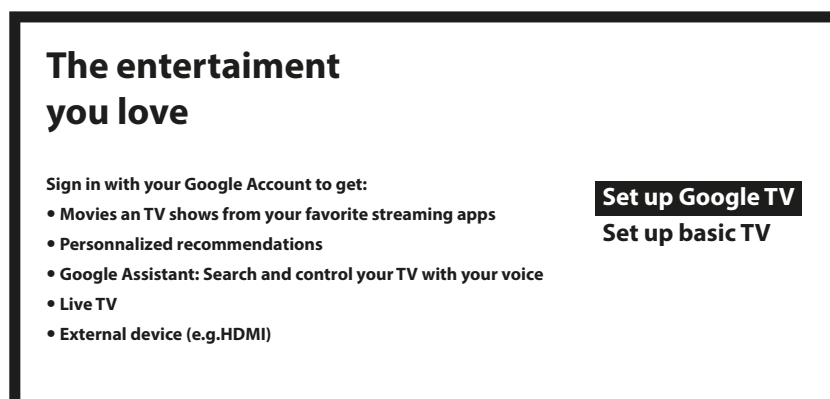 The entertaiment
you love
Sign in with your Google Account to get:
• Movies an TV shows from your favorite streaming apps
• Personnalized recommendations
• Google Assistant: Search and control your TV with your voice
• Live TV
• External device (e.g.HDMI)
Set up Google TV
Set up basic TV